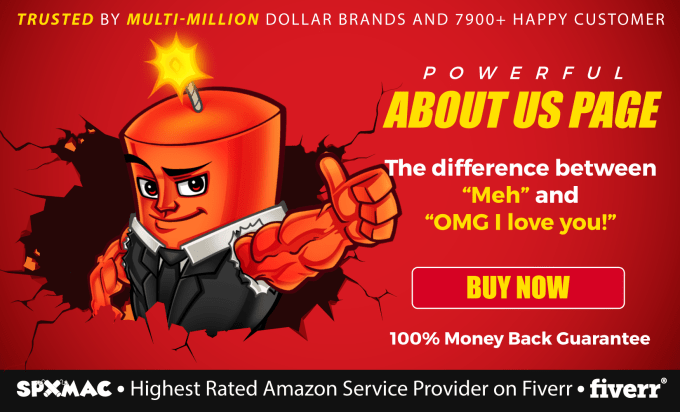 TRUSTED BY MULTI-MILLION DOLLAR BRANDS AND 7900+ HAPPY CUSTOMER
POWERFUL
ABOUT US PAGE
The difference between
“Meh” and
“OMG I love you!”
BUY NOW
100% Money Back Guarantee
SPXMAC • Highest Rated Amazon Service Provider on Fiverr • fiverr®